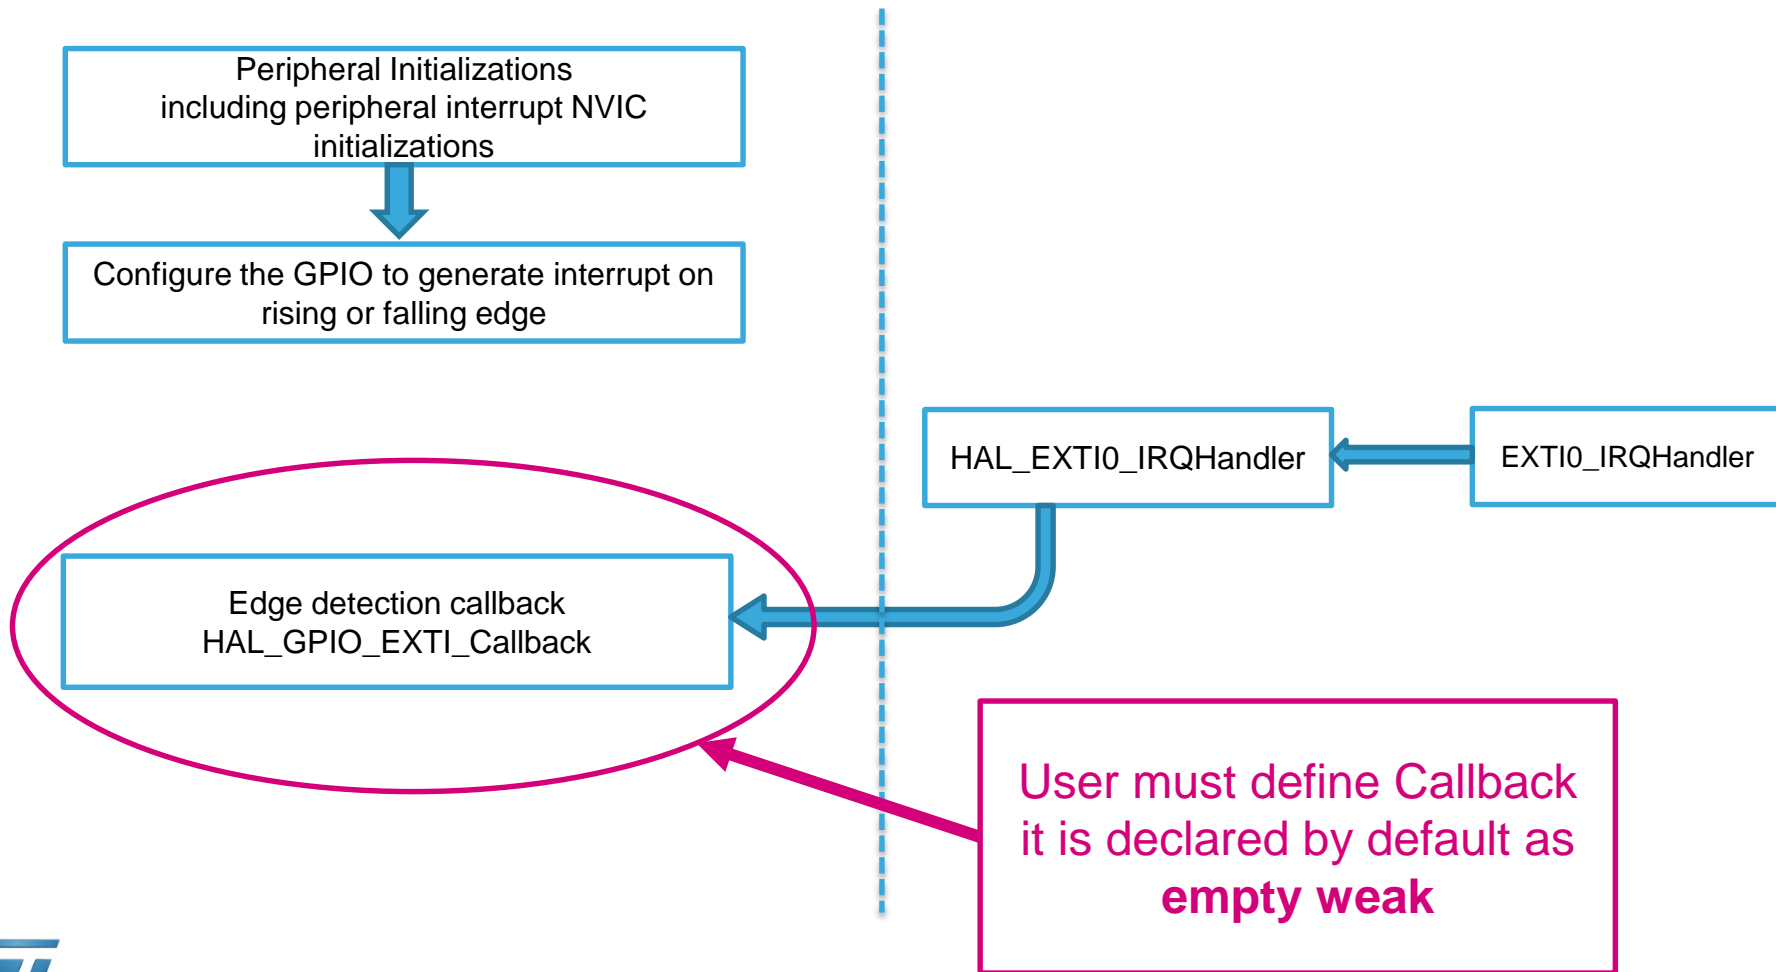 Peripheral Initializations
including peripheral interrupt NVIC
initializations
Configure the GPIO to generate interrupt on
rising or falling edge
HAL_EXTI0_IRQHandler
EXTI0_IRQHandler
Edge detection callback
HAL_GPIO_EXTI_Callback
User must define Callback
it is declared by default as
empty weak